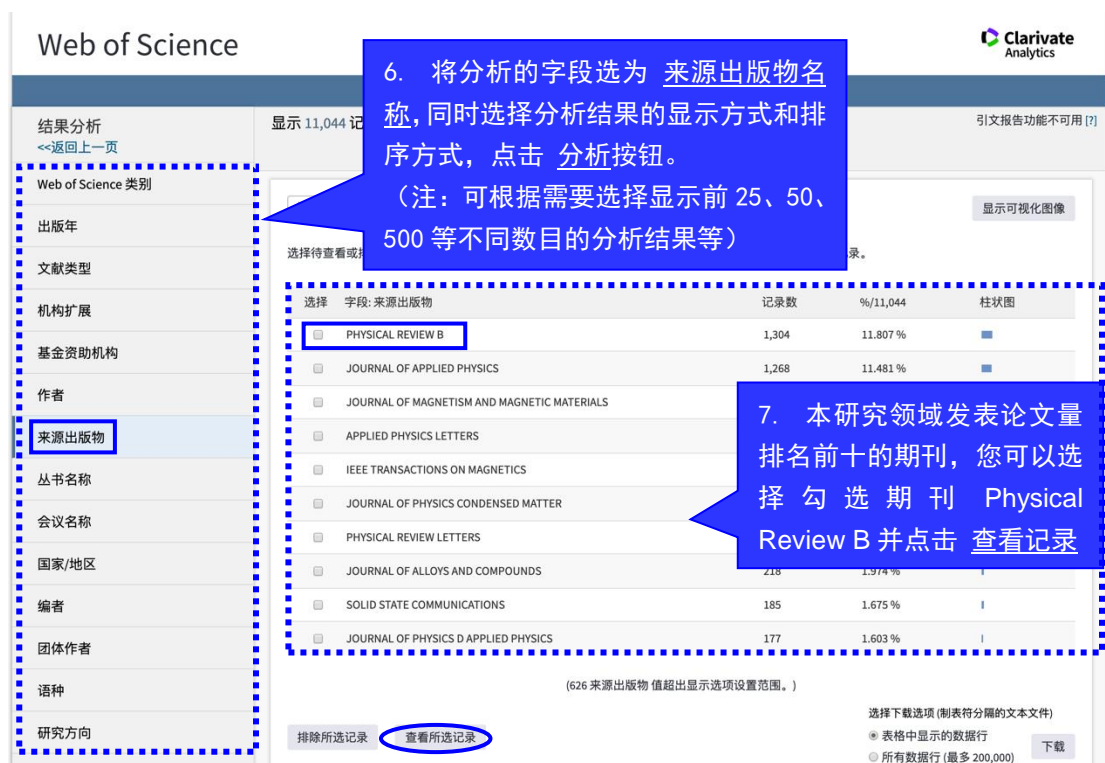 Web of Science
Clarivate
Analytics
6. 将分析的字段选为 来源出版物名
称，同时选择分析结果的显示方式和排
序方式，点击 分析按钮。
（注：可根据需要选择显示前 25、50、
500 等不同数目的分析结果等）
结果分析
<<返回上一页
显示 11,044
引文报告功能不可用 [?]
Web of Science 类别
出版年
文献类型
机构扩展
基金资助机构
作者
来源出版物
丛书名称
会议名称
国家/地区
编者
团体作者
语种
研究方向
显示可视化图像
选择待查看或
录。
选择 字段: 来源出版物 记录数 %/11,044 柱状图
PHYSICAL REVIEW B 1,304 11.807 %
JOURNAL OF APPLIED PHYSICS 1,268 11.481 %
JOURNAL OF MAGNETISM AND MAGNETIC MATERIALS
APPLIED PHYSICS LETTERS
IEEE TRANSACTIONS ON MAGNETICS
JOURNAL OF PHYSICS CONDENSED MATTER
PHYSICAL REVIEW LETTERS
JOURNAL OF ALLOYS AND COMPOUNDS 218 1.974 %
SOLID STATE COMMUNICATIONS 185 1.675 %
JOURNAL OF PHYSICS D APPLIED PHYSICS 177 1.603 %
7. 本研究领域发表论文量
排名前十的期刊，您可以选
择勾选期刊 Physical
Review B 并点击 查看记录
(626 来源出版物 值超出显示选项设置范围。)
排除所选记录 查看所选记录
选择下载选项 (制表符分隔的文本文件)
表格中显示的数据行
所有数据行 (最多 200,000)
下载